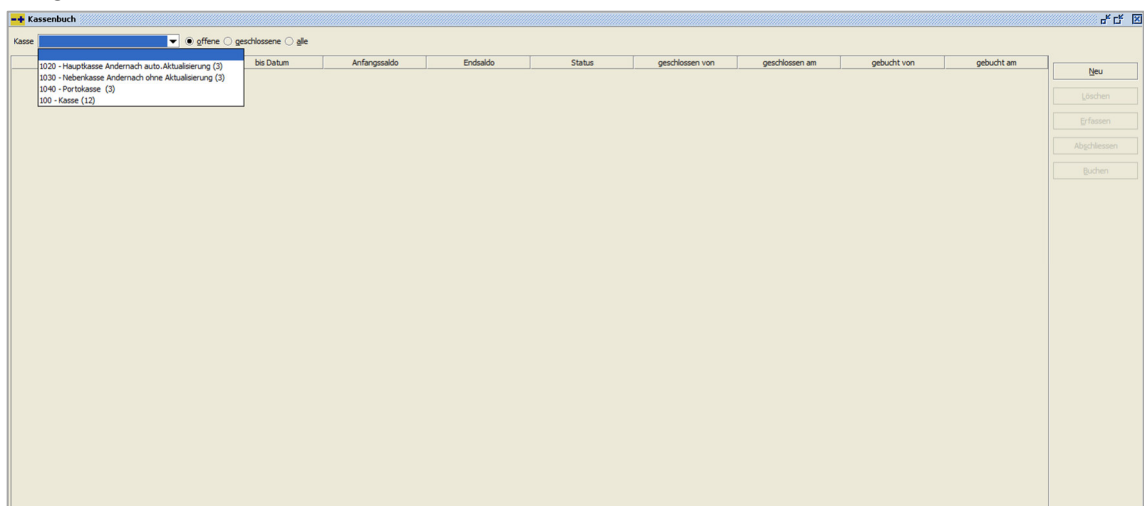 Kassenbuch
Kasse offene geschlossene alle
bis Datum Anfangssaldo Endsaldo Status geschlossen von geschlossen am gebucht von gebucht am
1020 - Hauptkasse Andernach auto.Aktualisierung (3)
1030 - Nebenkasse Andernach ohne Aktualisierung (3)
1040 - Portokasse (3)
100 - Kasse (12)
Neu
Löschen
Erfassen
Abschliessen
Buchen